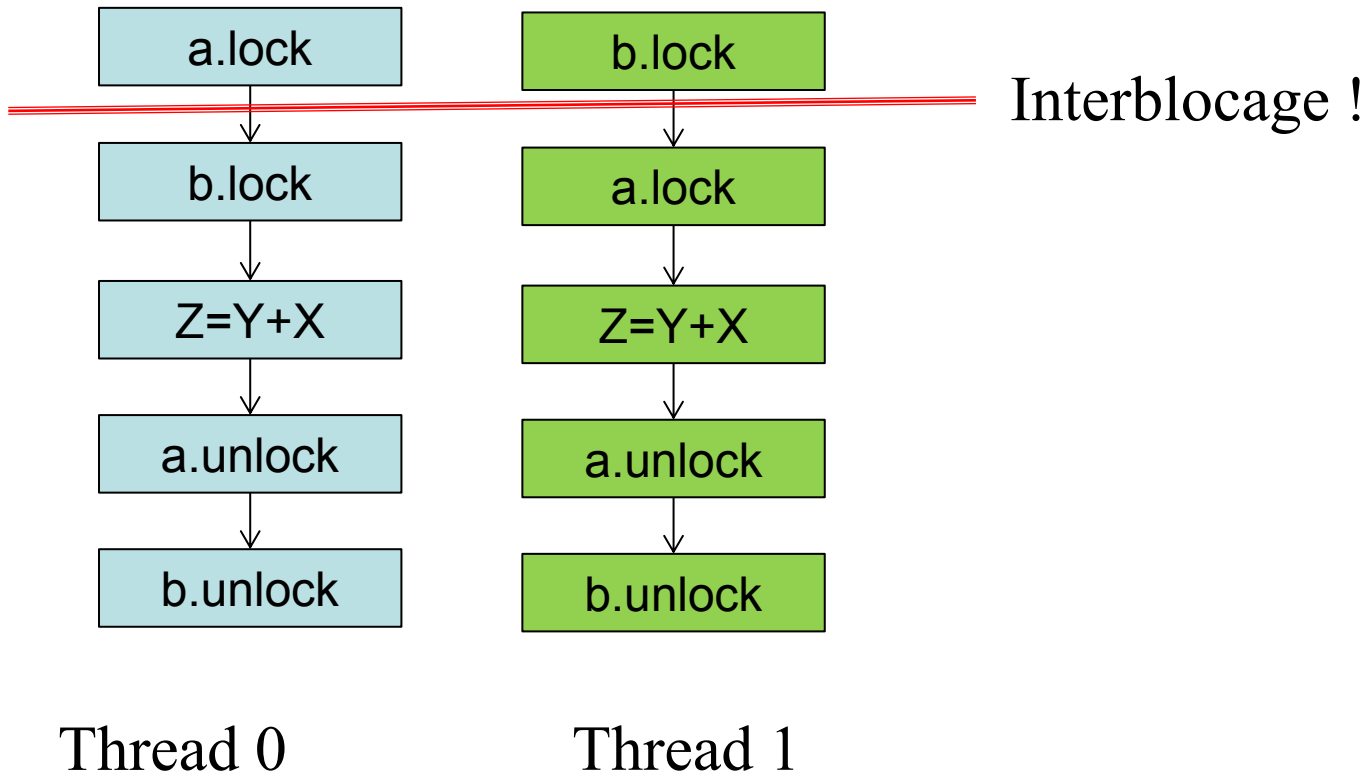 a.lock
b.lock
Interblocage !
b.lock
a.lock
Z=Y+X
Z=Y+X
a.unlock
a.unlock
b.unlock
b.unlock
Thread 0
Thread 1